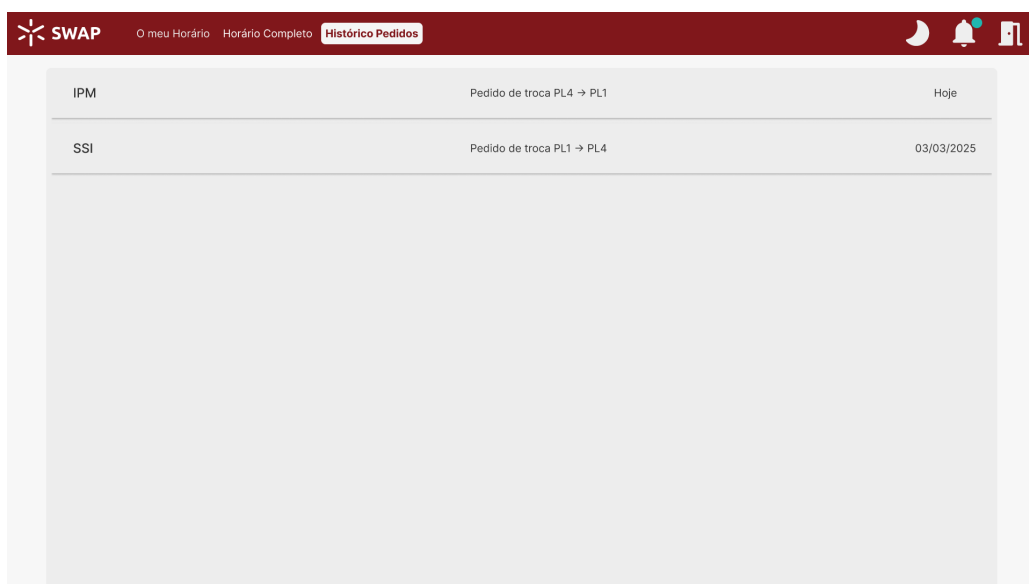 SWAP O meu Horário Horário Completo Histórico Pedidos
IPM Pedido de troca PL4 → PL1 Hoje
SSI Pedido de troca PL1 → PL4 03/03/2025